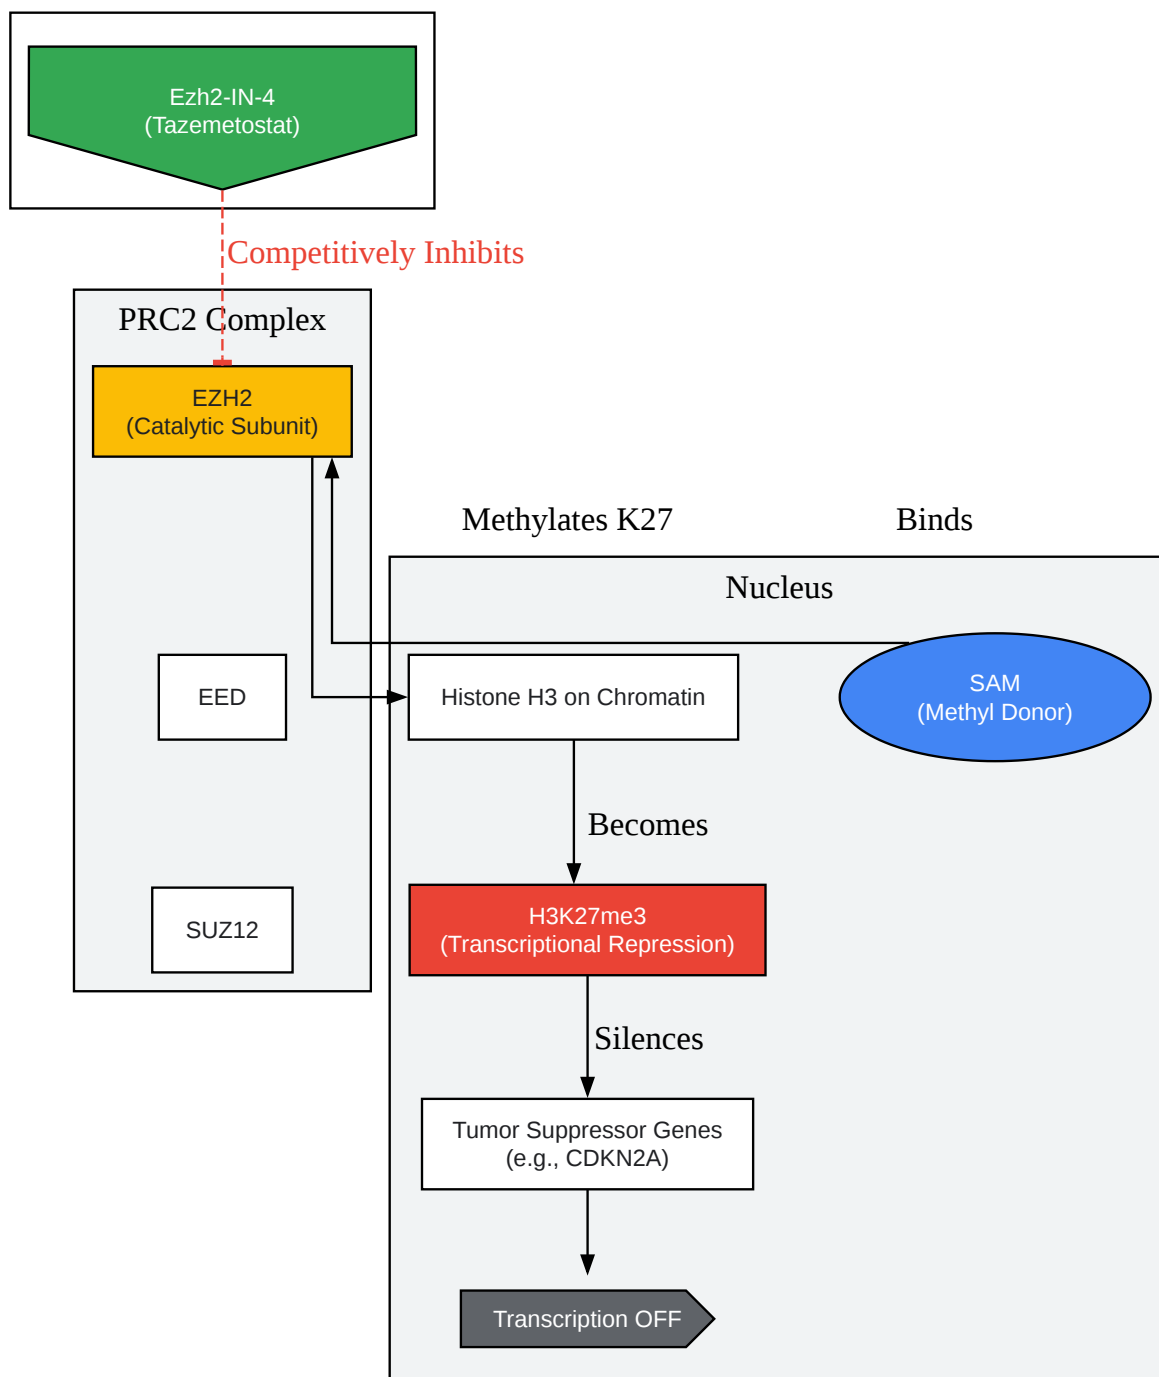 Ezh2-IN-4
(Tazemetostat)
Competitively Inhibits
PRC2 Complex
EZH2
(Catalytic Subunit)
Methylates K27
Binds
Nucleus
EED
Histone H3 on Chromatin
SAM
(Methyl Donor)
Becomes
SUZ12
H3K27me3
(Transcriptional Repression)
Silences
Tumor Suppressor Genes
(e.g., CDKN2A)
Transcription OFF